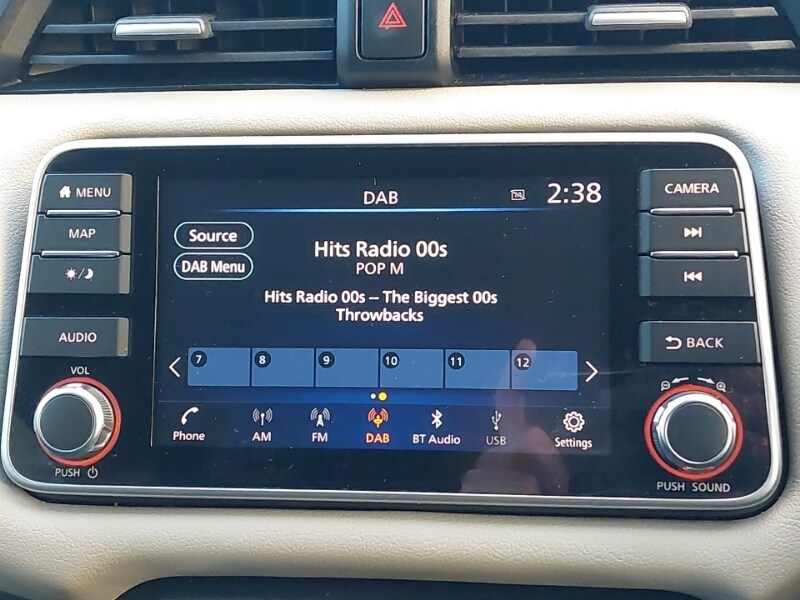 MENU
MAP
AUDIO
VOL
PUSH
DAB
2:38
Source
DAB Menu
Hits Radio 00s
POP M
Hits Radio 00s -- The Biggest 00s
Throwbacks
7 8 9 10 11 12
Phone AM FM DAB BT Audio USB Settings
CAMERA
BACK
PUSH SOUND